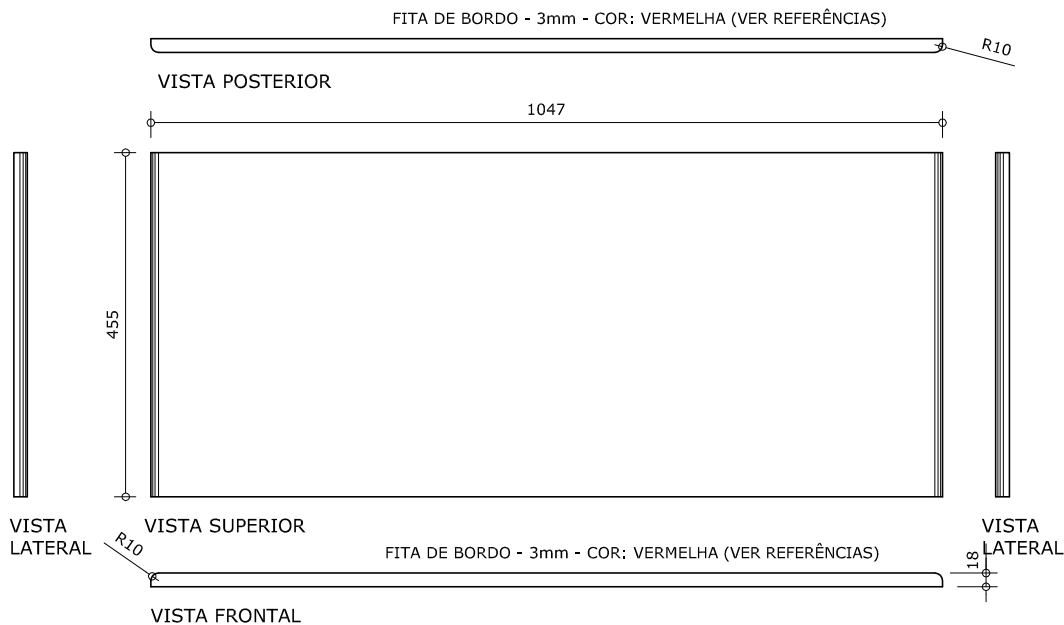 FITA DE BORDO - 3mm - COR: VERMELHA (VER REFERÊNCIAS)
R10
VISTA POSTERIOR
1047
455
VISTA
LATERAL
VISTA SUPERIOR
VISTA
LATERAL
R10
FITA DE BORDO - 3mm - COR: VERMELHA (VER REFERÊNCIAS)
18
VISTA FRONTAL